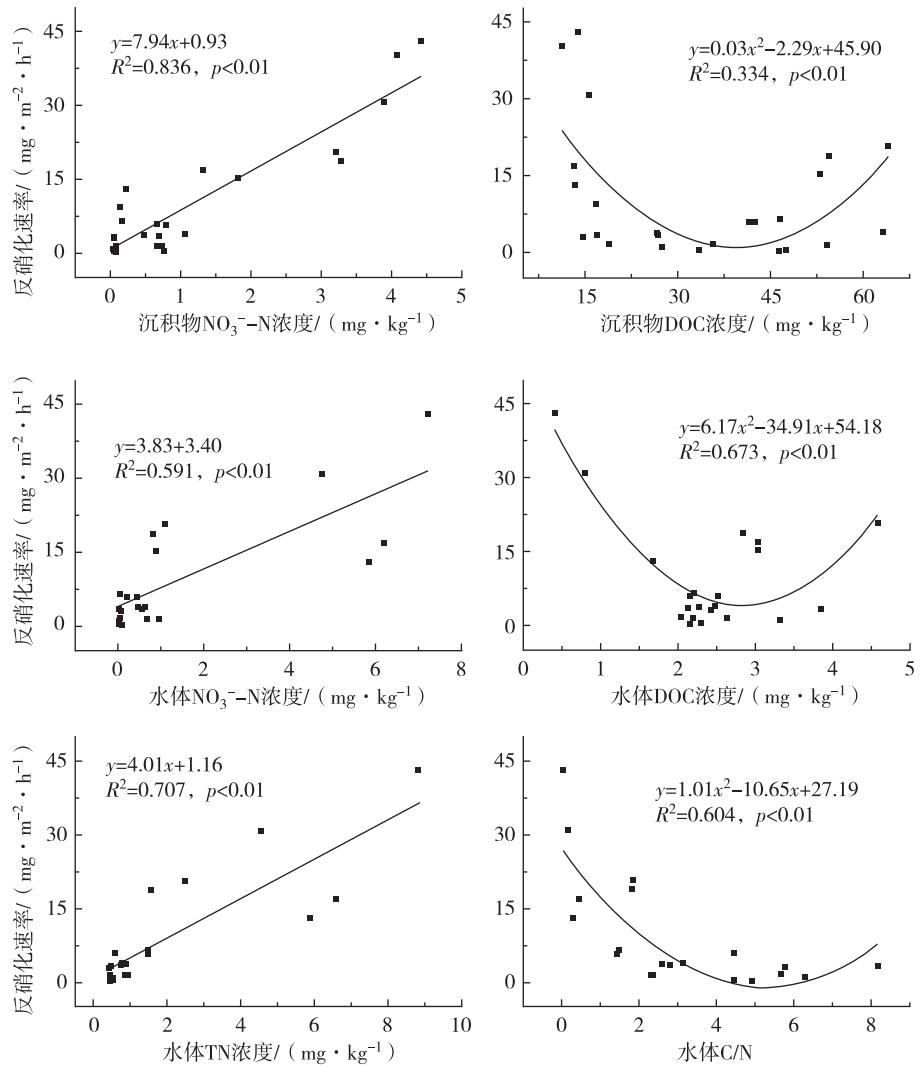 45
30
15
0
反硝化速率/（mg·m⁻²·h⁻¹）
y=7.94x+0.93
R²=0.836，p<0.01
0 1 2 3 4 5
沉积物NO₃⁻-N浓度/（mg·kg⁻¹）
45
30
15
0
y=0.03x²−2.29x+45.90
R²=0.334，p<0.01
15 30 45 60
沉积物DOC浓度/（mg·kg⁻¹）
45
30
15
0
反硝化速率/（mg·m⁻²·h⁻¹）
y=3.83+3.40
R²=0.591，p<0.01
0 2 4 6 8
水体NO₃⁻-N浓度/（mg·kg⁻¹）
45
30
15
0
y=6.17x²−34.91x+54.18
R²=0.673，p<0.01
0 1 2 3 4 5
水体DOC浓度/（mg·kg⁻¹）
45
30
15
0
反硝化速率/（mg·m⁻²·h⁻¹）
y=4.01x+1.16
R²=0.707，p<0.01
0 2 4 6 8 10
水体TN浓度/（mg·kg⁻¹）
45
30
15
0
y=1.01x²−10.65x+27.19
R²=0.604，p<0.01
0 2 4 6 8
水体C/N